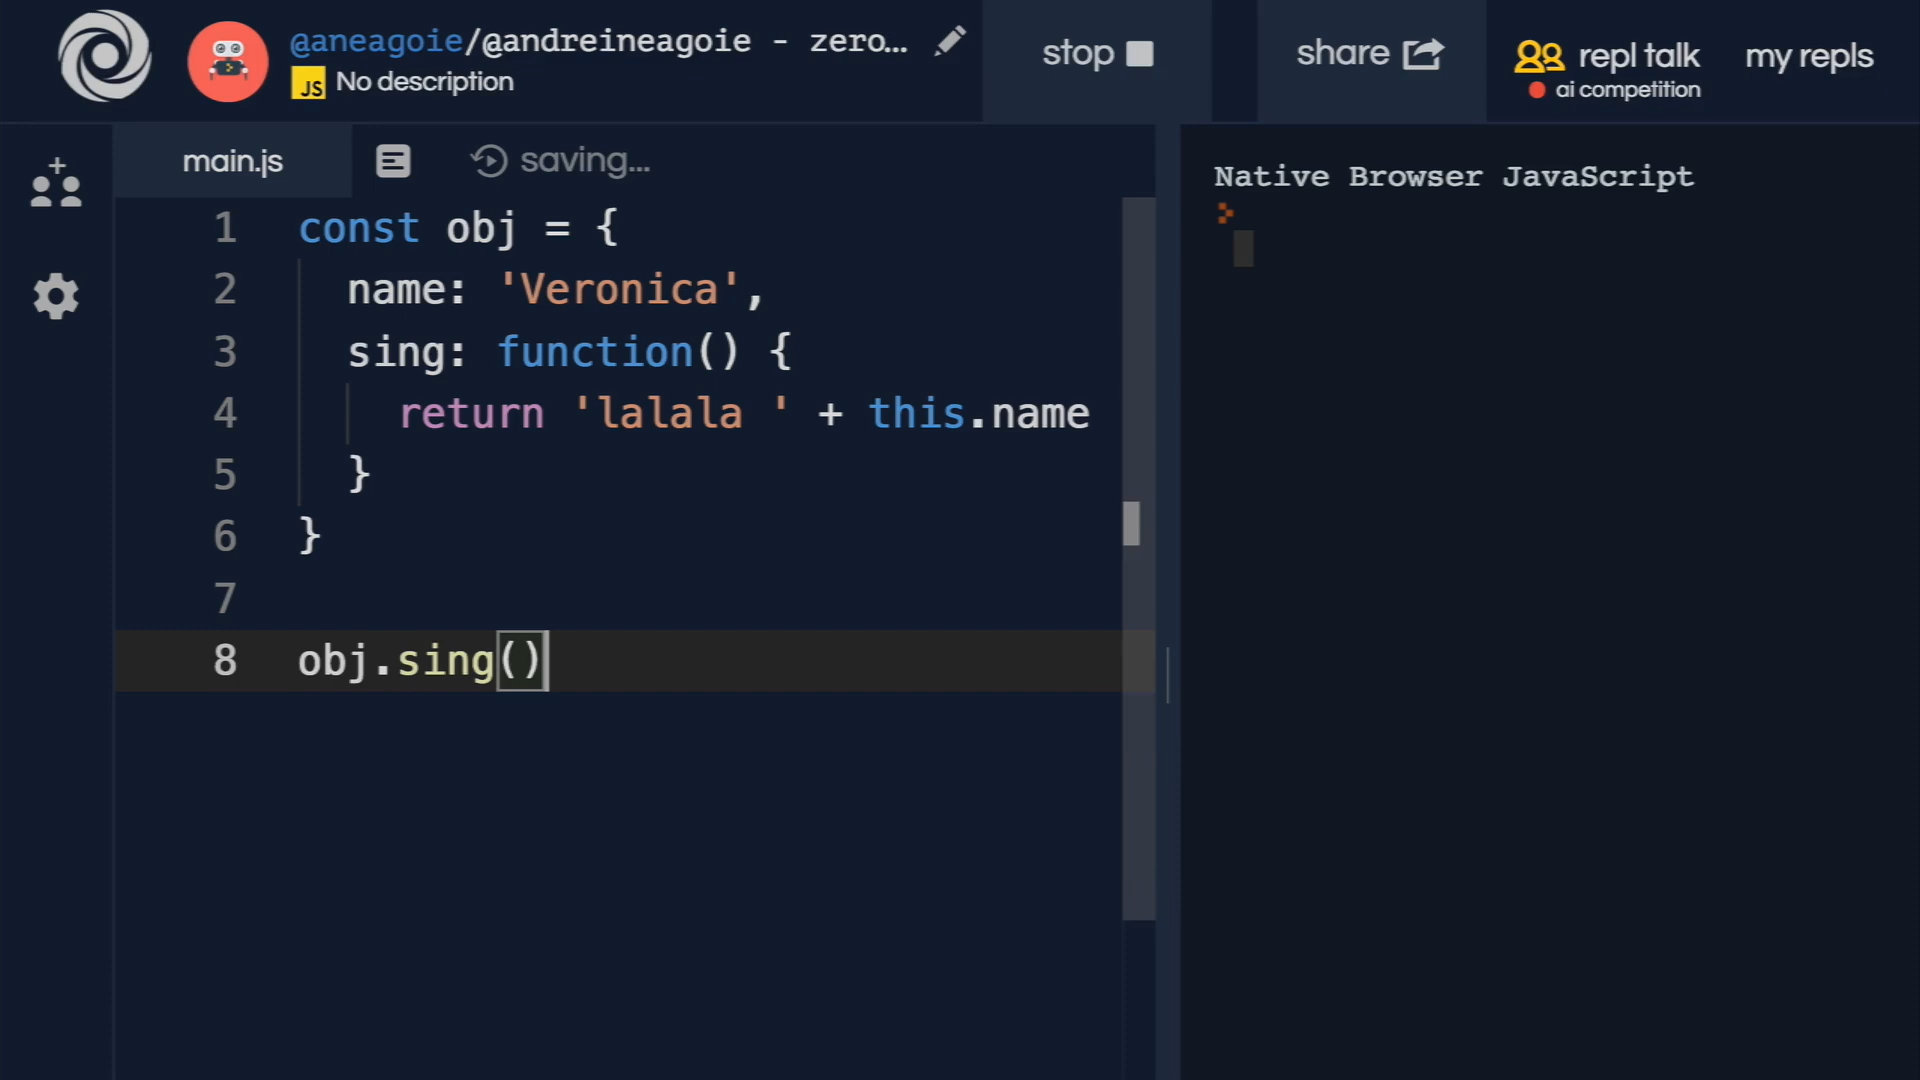 @aneagoie/@andreineagoie - zero...
JS No description
stop
share
repl talk
ai competition
my repls
main.js
saving...
Native Browser JavaScript
1 const obj = {
2 name: 'Veronica',
3 sing: function() {
4 return 'lalala ' + this.name
5 }
6 }
7
8 obj.sing()